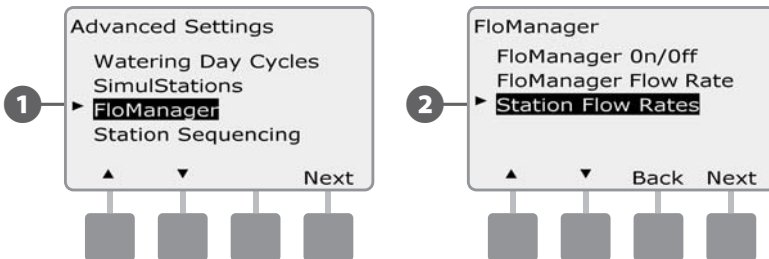 Advanced Settings
Watering Day Cycles
SimulStations
1
► FloManager
Station Sequencing
▲ ▼ Next
FloManager
FloManager On/Off
FloManager Flow Rate
2
► Station Flow Rates
▲ ▼ Back Next